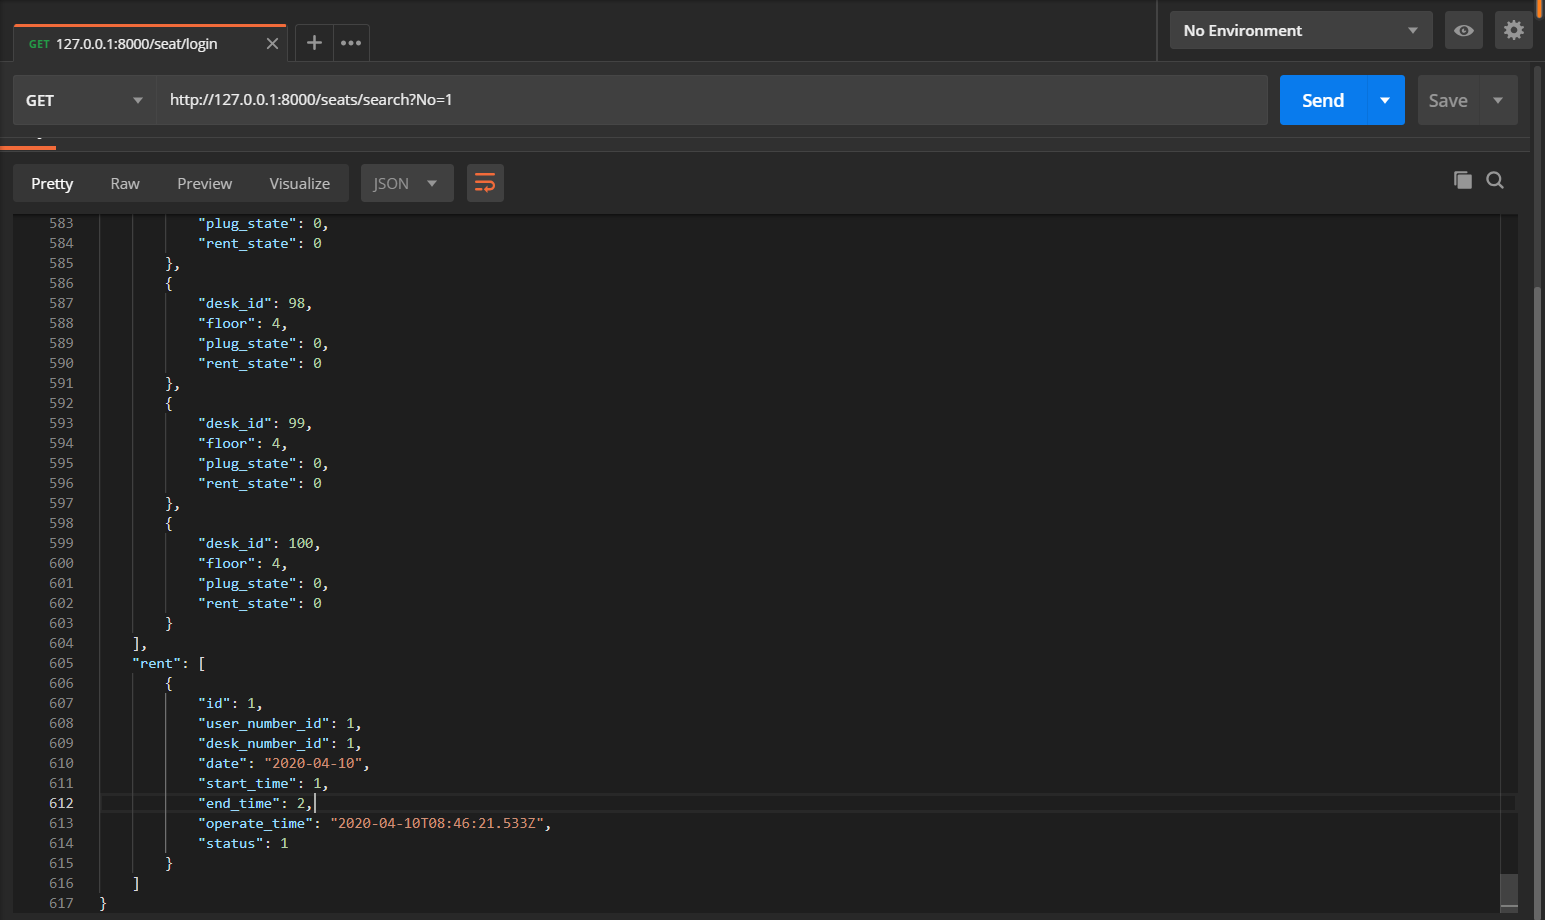 GET 127.0.0.1:8000/seat/login
No Environment
GET http://127.0.0.1:8000/seats/search?No=1 Send Save
Pretty Raw Preview Visualize JSON
583 "plug_state": 0,
584 "rent_state": 0
585 },
586 {
587 "desk_id": 98,
588 "floor": 4,
589 "plug_state": 0,
590 "rent_state": 0
591 },
592 {
593 "desk_id": 99,
594 "floor": 4,
595 "plug_state": 0,
596 "rent_state": 0
597 },
598 {
599 "desk_id": 100,
600 "floor": 4,
601 "plug_state": 0,
602 "rent_state": 0
603 }
604 ],
605 "rent": [
606 {
607 "id": 1,
608 "user_number_id": 1,
609 "desk_number_id": 1,
610 "date": "2020-04-10",
611 "start_time": 1,
612 "end_time": 2,
613 "operate_time": "2020-04-10T08:46:21.533Z",
614 "status": 1
615 }
616 ]
617 }